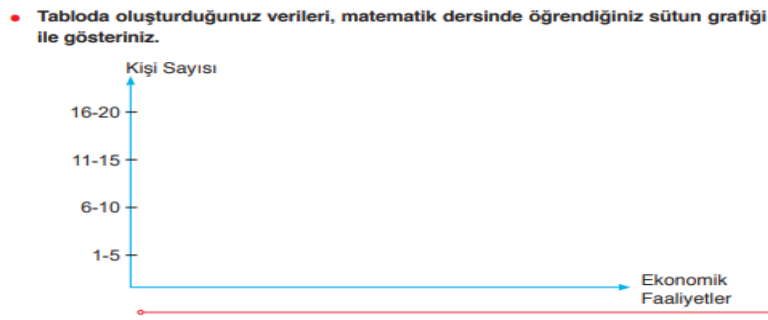 • Tabloda oluşturduğunuz verileri, matematik dersinde öğrendiğiniz sütun grafiği
ile gösteriniz.
Kişi Sayısı
16-20
11-15
6-10
1-5
Ekonomik
Faaliyetler